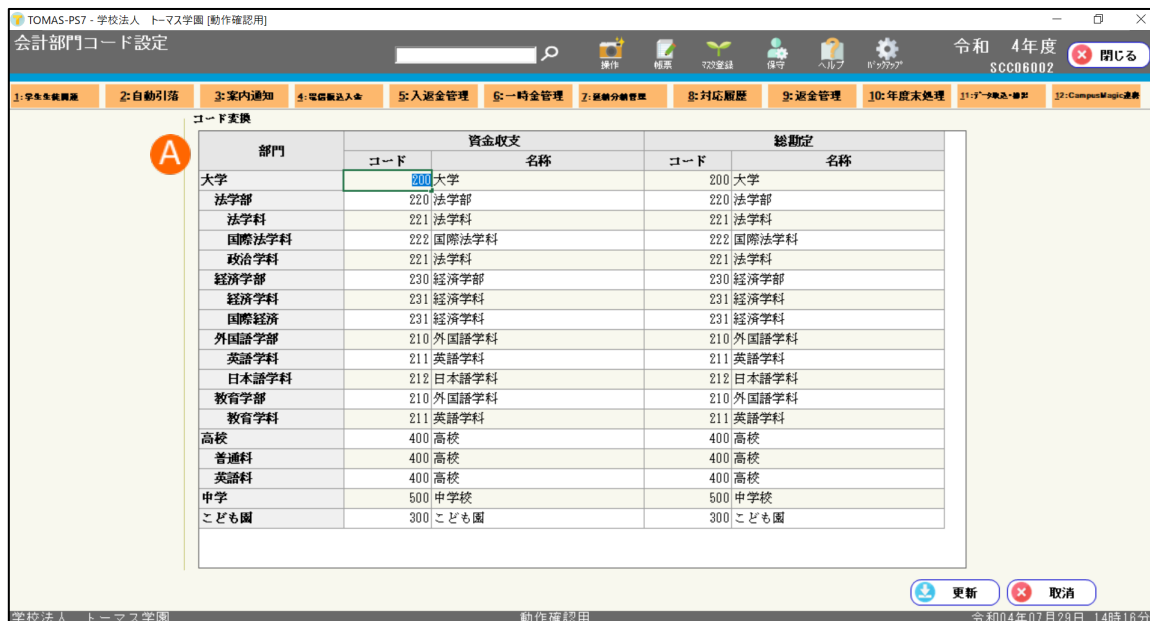 TOMAS-PS7 - 学校法人 トーマス学園 [動作確認用]
会計部門コード設定
操作 帳票 マスタ登録 保守 ヘルプ バックアップ
令和 4年度
SCC06002
閉じる
1:学生生徒関連 2:自動引落 3:案内通知 4:電信振込入金 5:入返金管理 6:一時金管理 7:延納分納管理 8:対応履歴 9:返金管理 10:年度末処理 11:データ取込・移出 12:CampusMagic連携
コード変換
A
部門 資金収支 総勘定
コード 名称 コード 名称
大学 200 大学 200 大学
法学部 220 法学部 220 法学部
法学科 221 法学科 221 法学科
国際法学科 222 国際法学科 222 国際法学科
政治学科 221 法学科 221 法学科
経済学部 230 経済学部 230 経済学部
経済学科 231 経済学科 231 経済学科
国際経済 231 経済学科 231 経済学科
外国語学部 210 外国語学科 210 外国語学科
英語学科 211 英語学科 211 英語学科
日本語学科 212 日本語学科 212 日本語学科
教育学部 210 外国語学科 210 外国語学科
教育学科 211 英語学科 211 英語学科
高校 400 高校 400 高校
普通科 400 高校 400 高校
英語科 400 高校 400 高校
中学 500 中学校 500 中学校
こども園 300 こども園 300 こども園
更新 取消
学校法人 トーマス学園 動作確認用 令和04年07月29日 14時16分